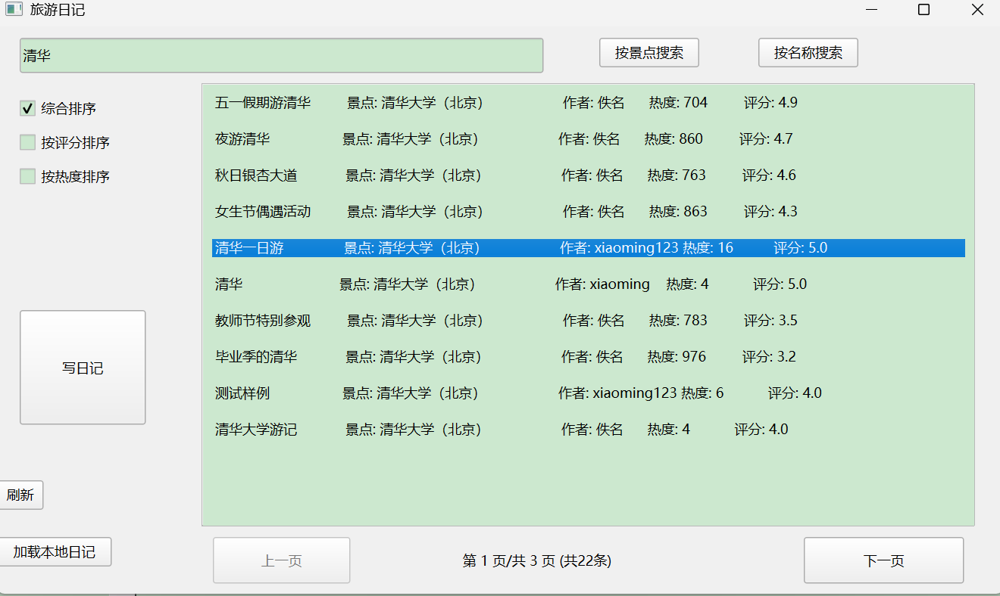 旅游日记
清华 按景点搜索 按名称搜索
综合排序
按评分排序
按热度排序
写日记
刷新
加载本地日记
五一假期游清华 景点: 清华大学（北京） 作者: 佚名 热度: 704 评分: 4.9
夜游清华 景点: 清华大学（北京） 作者: 佚名 热度: 860 评分: 4.7
秋日银杏大道 景点: 清华大学（北京） 作者: 佚名 热度: 763 评分: 4.6
女生节偶遇活动 景点: 清华大学（北京） 作者: 佚名 热度: 863 评分: 4.3
清华一日游 景点: 清华大学（北京） 作者: xiaoming123 热度: 16 评分: 5.0
清华 景点: 清华大学（北京） 作者: xiaoming 热度: 4 评分: 5.0
教师节特别参观 景点: 清华大学（北京） 作者: 佚名 热度: 783 评分: 3.5
毕业季的清华 景点: 清华大学（北京） 作者: 佚名 热度: 976 评分: 3.2
测试样例 景点: 清华大学（北京） 作者: xiaoming123 热度: 6 评分: 4.0
清华大学游记 景点: 清华大学（北京） 作者: 佚名 热度: 4 评分: 4.0
上一页 第 1 页/共 3 页 (共22条) 下一页